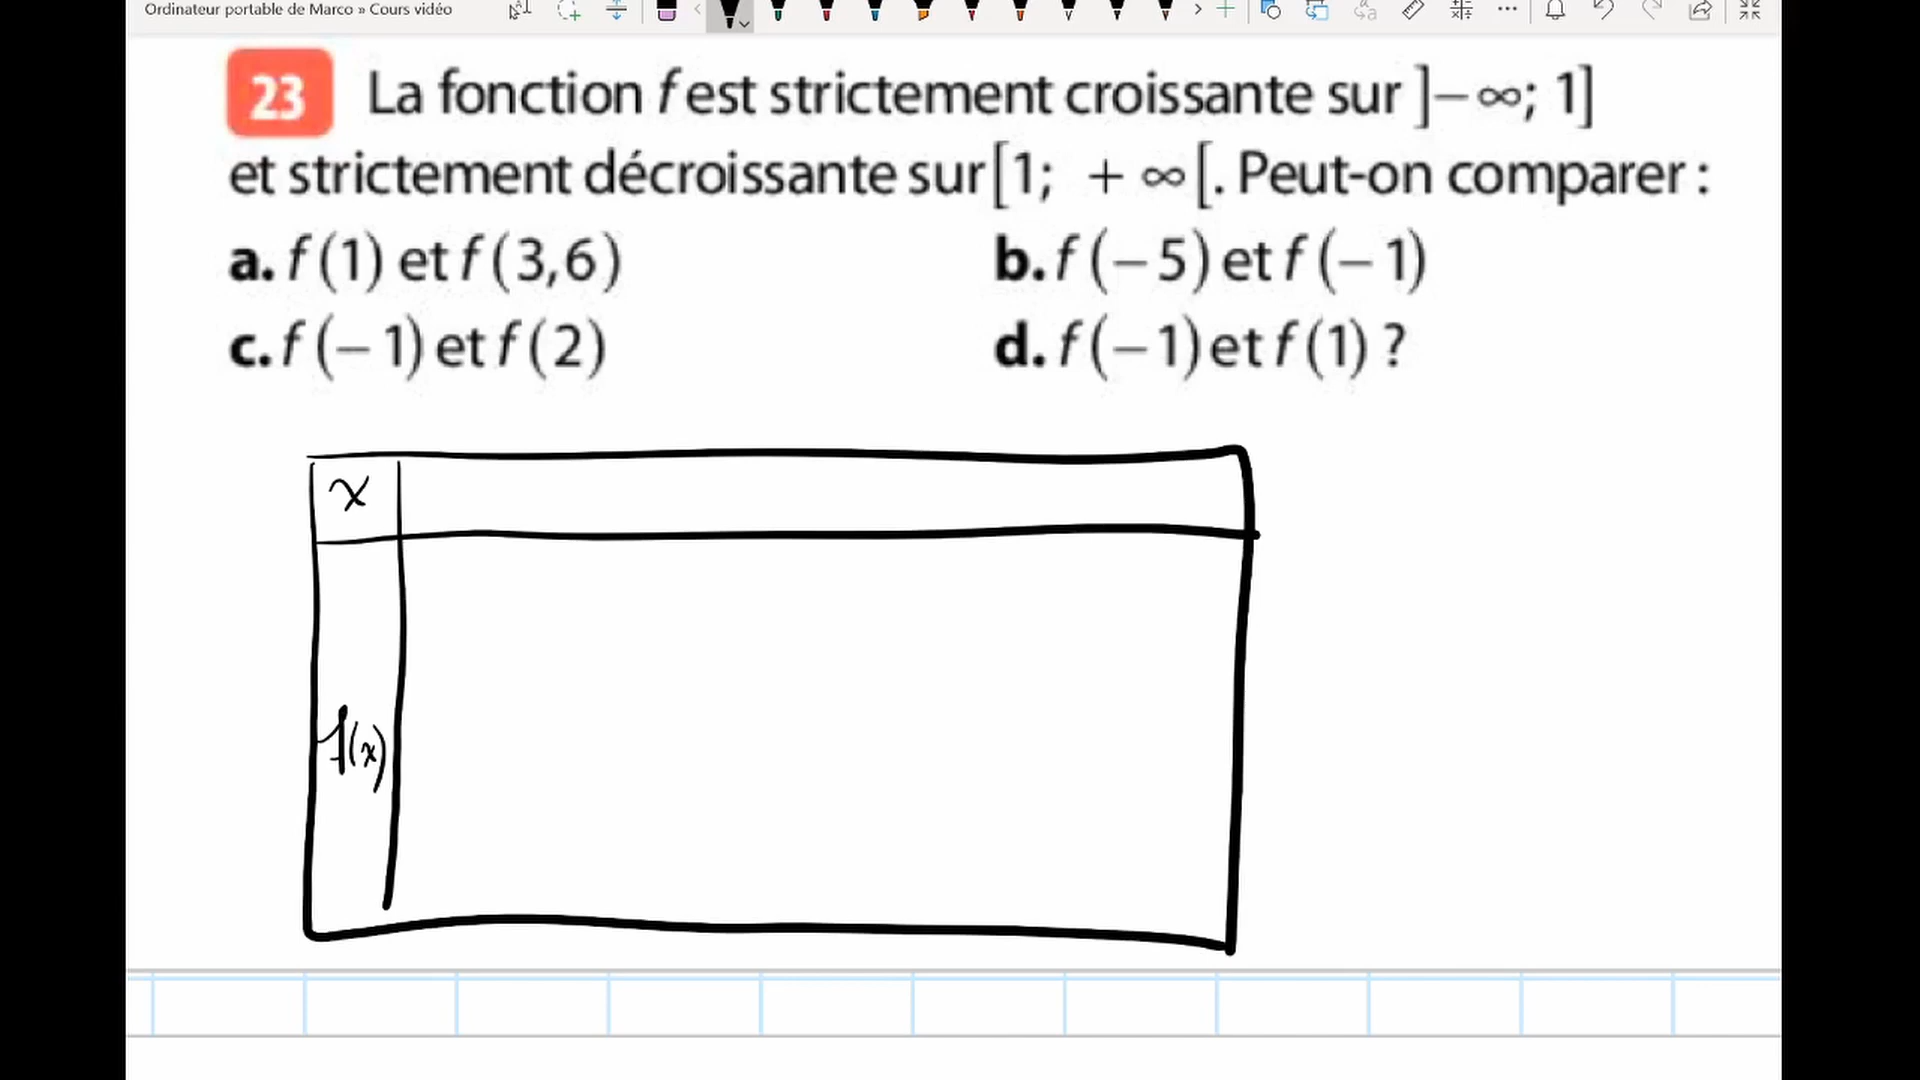 Ordinateur portable de Marco » Cours vidéo
23 La fonction f est strictement croissante sur ]−∞; 1]
et strictement décroissante sur [1; +∞[. Peut-on comparer :
a. f(1) et f(3,6) b. f(−5) et f(−1)
c. f(−1) et f(2) d. f(−1) et f(1) ?
x
f(x)